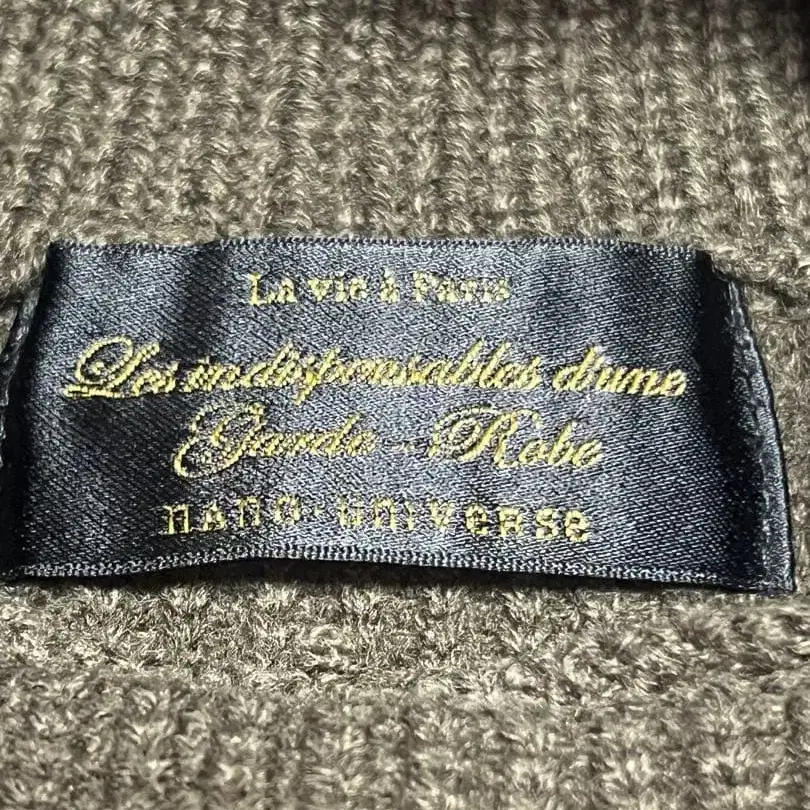 La vie à Paris
Les indispensables d'une
Garde-Robe
nano·universe